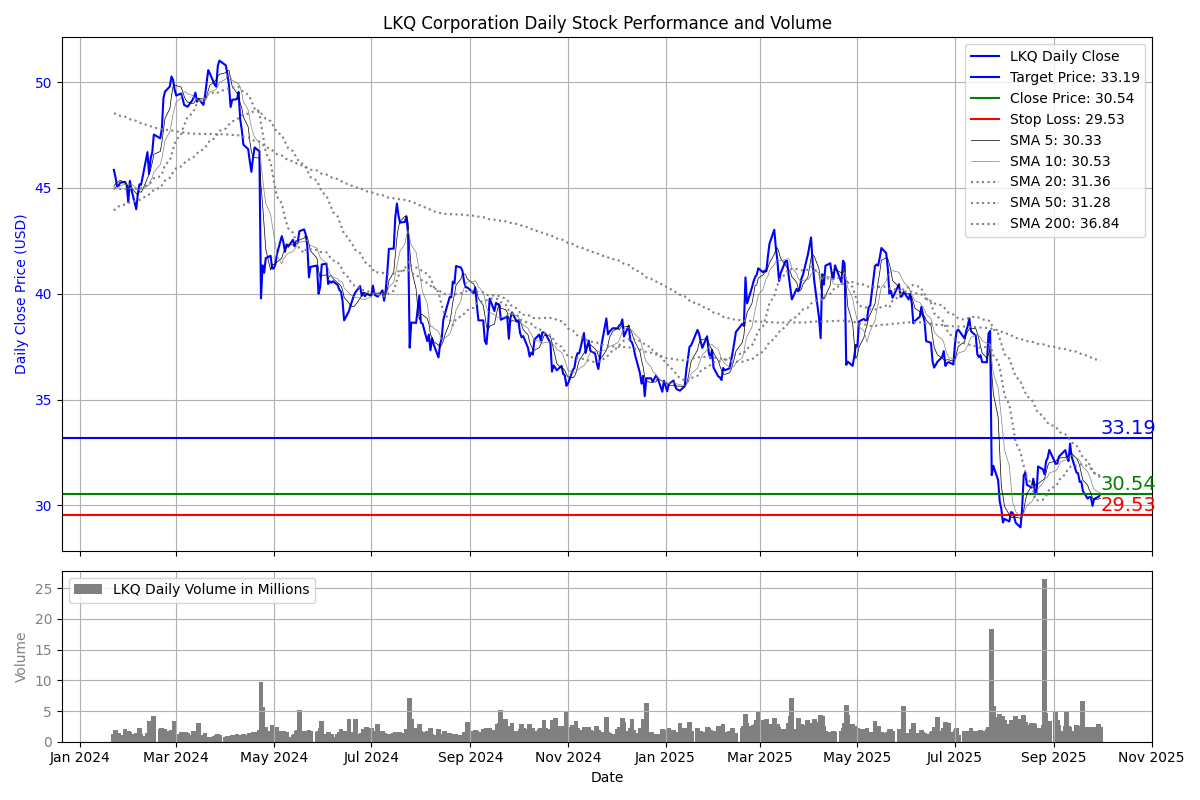 LKQ Corporation Daily Stock Performance and Volume
Daily Close Price (USD)
50
45
40
35
30
LKQ Daily Close
Target Price: 33.19
Close Price: 30.54
Stop Loss: 29.53
SMA 5: 30.33
SMA 10: 30.53
SMA 20: 31.36
SMA 50: 31.28
SMA 200: 36.84
33.19
30.54
29.53
Volume
25
20
15
10
5
0
LKQ Daily Volume in Millions
Jan 2024
Mar 2024
May 2024
Jul 2024
Sep 2024
Nov 2024
Jan 2025
Mar 2025
May 2025
Jul 2025
Sep 2025
Nov 2025
Date